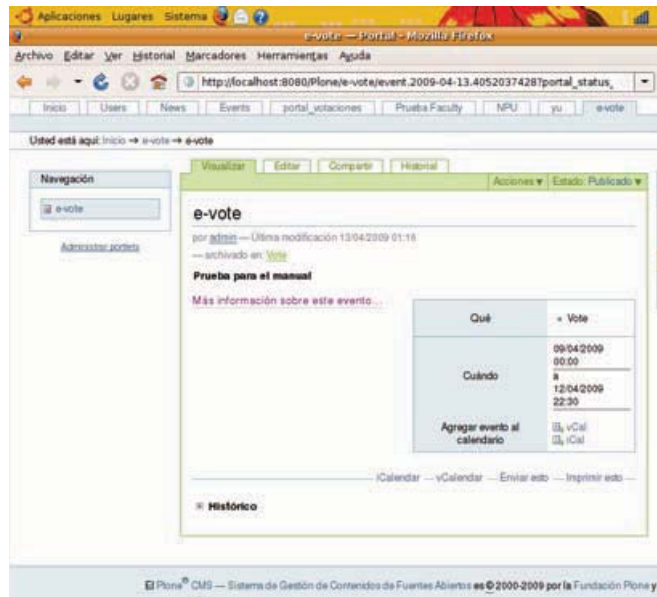 Aplicaciones Lugares Sistema
e-vote — Portal - Mozilla Firefox
Archivo Editar Ver Historial Marcadores Herramientas Ayuda
http://localhost:8080/Plone/e-vote/event.2009-04-13.4052037428?portal_status_
Inicio Users News Events portal_votaciones Prueba Faculty NPU yu e-vote
Usted está aquí: Inicio → e-vote → e-vote
Visualizar Editar Compartir Historial
Navegación
Acciones ▼ Estado: Publicado ▼
e-vote
Administrar portlets
e-vote
por admin — Última modificación 13/04/2009 01:16
— archivado en: Vote
Prueba para el manual
Más información sobre este evento...
Qué
Vote
Cuándo
09/04/2009
00:00
a
12/04/2009
22:30
Agregar evento al
calendario
vCal
iCal
iCalendar — vCalendar — Enviar esto — Imprimir esto —
Histórico
El Plone® CMS — Sistema de Gestión de Contenidos de Fuentes Abiertos es © 2000-2009 por la Fundación Plone y